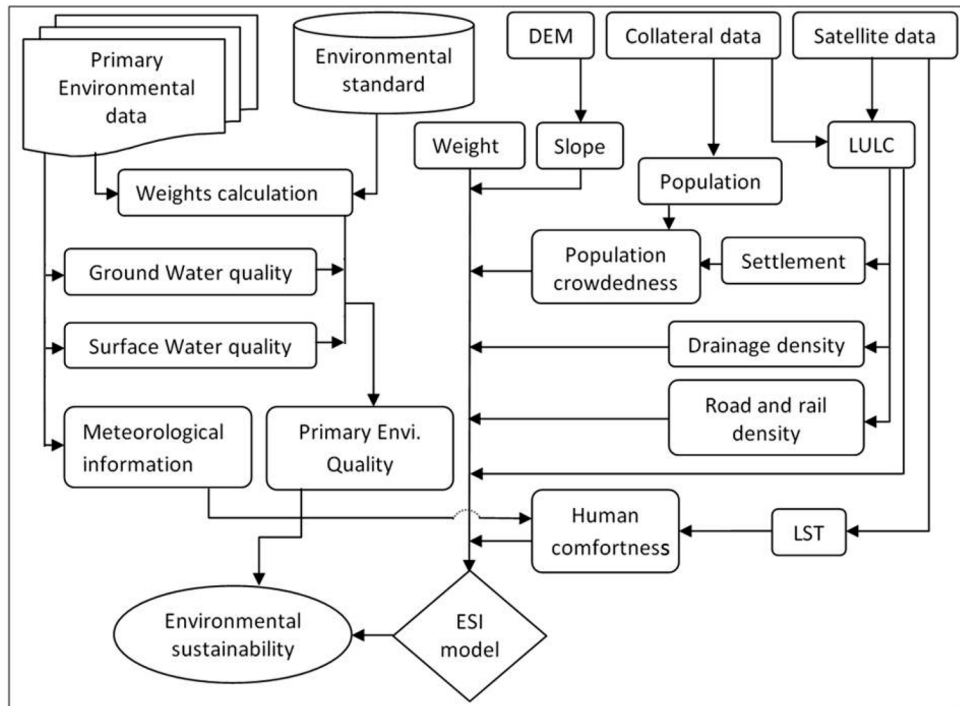 Primary
Environmental
data
Environmental
standard
DEM
Collateral data
Satellite data
Weight
Slope
LULC
Weights calculation
Population
Ground Water quality
Population
crowdedness
Settlement
Surface Water quality
Drainage density
Meteorological
information
Primary Envi.
Quality
Road and rail
density
Human
comfortness
LST
Environmental
sustainability
ESI
model